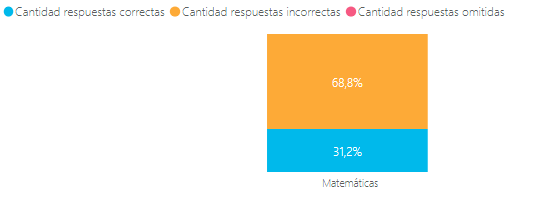 Cantidad respuestas correctas Cantidad respuestas incorrectas Cantidad respuestas omitidas
68,8%
31,2%
Matemáticas